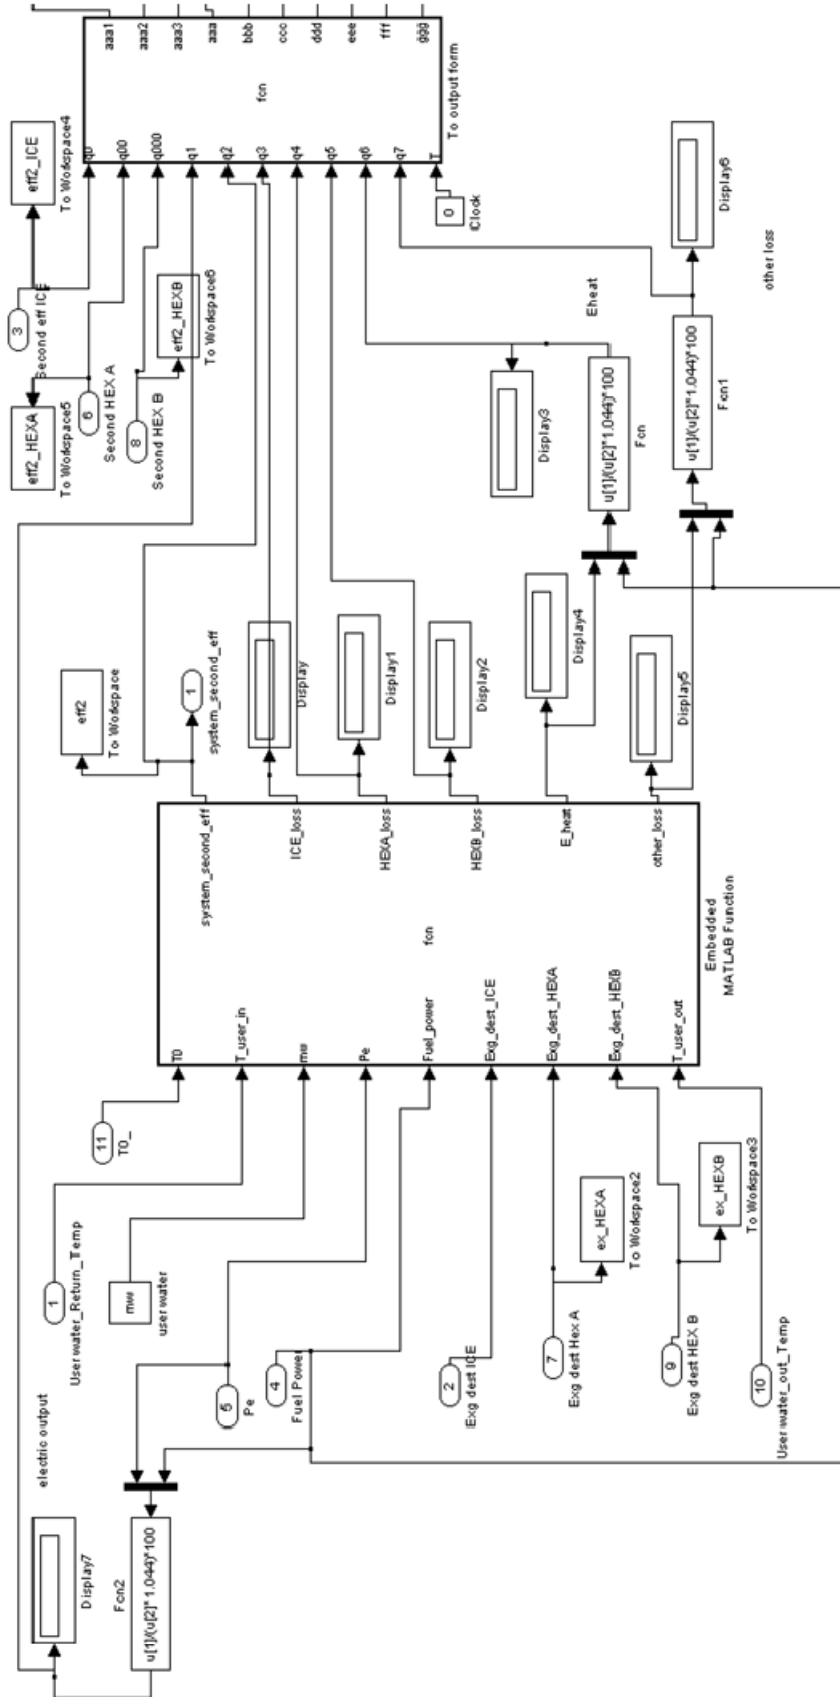 electric output
Display7
Fcn2
u[1]/(u[2]*1.044)*100
5
Pe
4
Fuel Power
1
User water_Return_Temp
mw
user water
11
T0_
2
Exg dest ICE
7
Exg dest Hex A
ex_HEXA
To Workspace2
9
Exg dest HEX B
ex_HEXB
To Workspace3
10
User water_out_Temp
T0
T_user_in
mw
Pe
Fuel_power
Exg_dest_ICE
Exg_dest_HEXA
Exg_dest_HEXB
T_user_out
fcn
system_second_eff
ICE_loss
HEXA_loss
HEXB_loss
E_heat
other_loss
Embedded
MATLAB Function
eff2
To Workspace
1
system_second_eff
Display
Display1
Display2
Display4
Display5
Display3
u[1]/(u[2]*1.044)*100
Fcn
Eheat
u[1]/(u[2]*1.044)*100
Fcn1
Display6
other loss
eff2_HEXA
To Workspace5
6
Second HEX A
8
Second HEX B
eff2_HEXB
To Workspace6
3
Second eff ICE
eff2_ICE
To Workspace4
0
Clock
q0
q00
q000
q1
q2
q3
q4
q5
q6
q7
T
fcn
aaa1
aaa2
aaa3
aaa
bbb
ccc
ddd
eee
fff
ggg
To output form